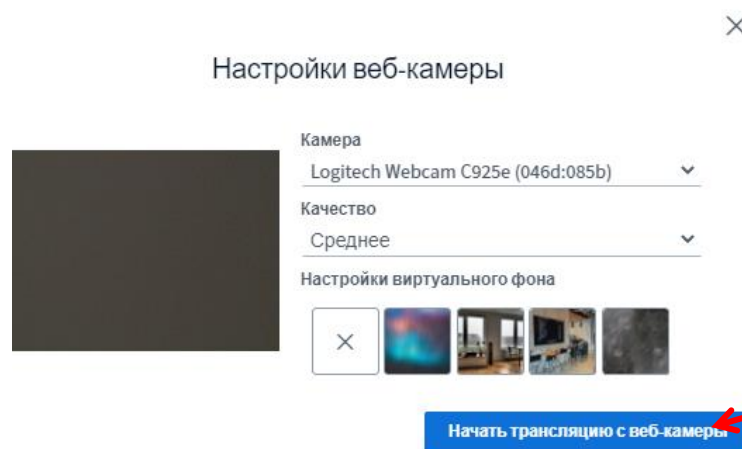 Настройки веб-камеры
Камера
Logitech Webcam C925e (046d:085b)
Качество
Среднее
Настройки виртуального фона
Начать трансляцию с веб-камеры